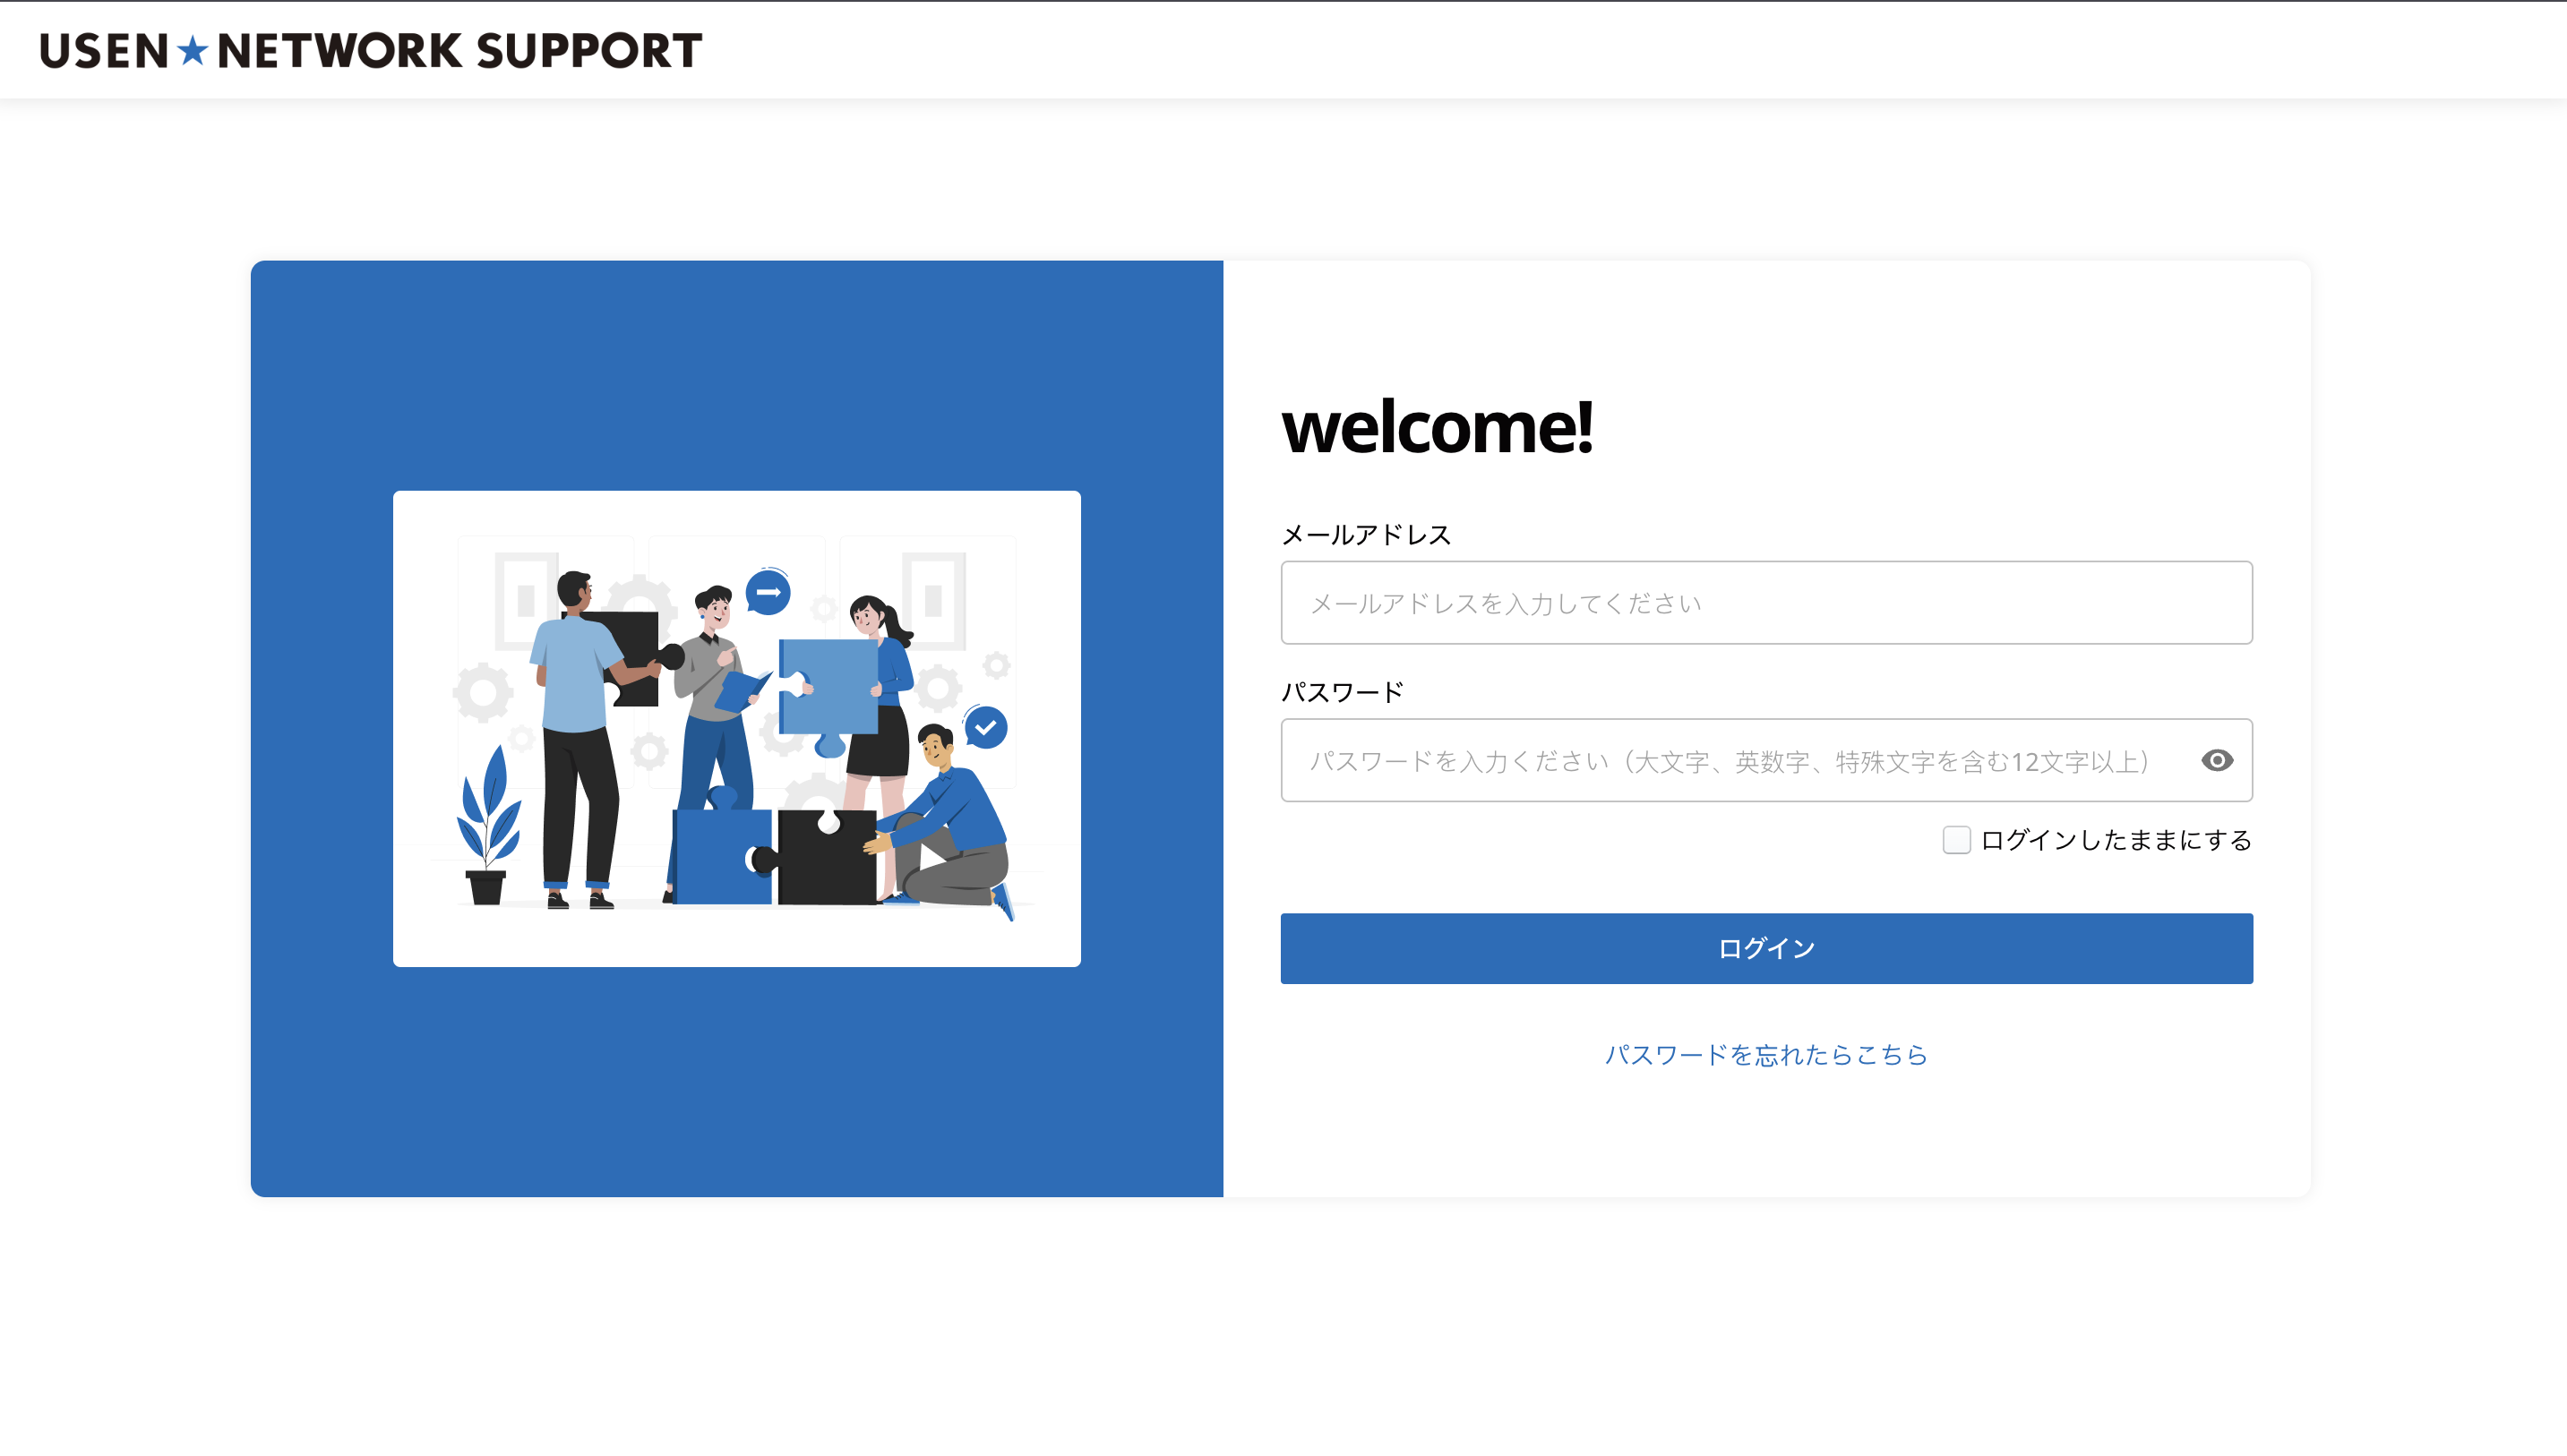 USEN★NETWORK SUPPORT
welcome!
メールアドレス
メールアドレスを入力してください
パスワード
パスワードを入力ください（大文字、英数字、特殊文字を含む12文字以上）
ログインしたままにする
ログイン
パスワードを忘れたらこちら